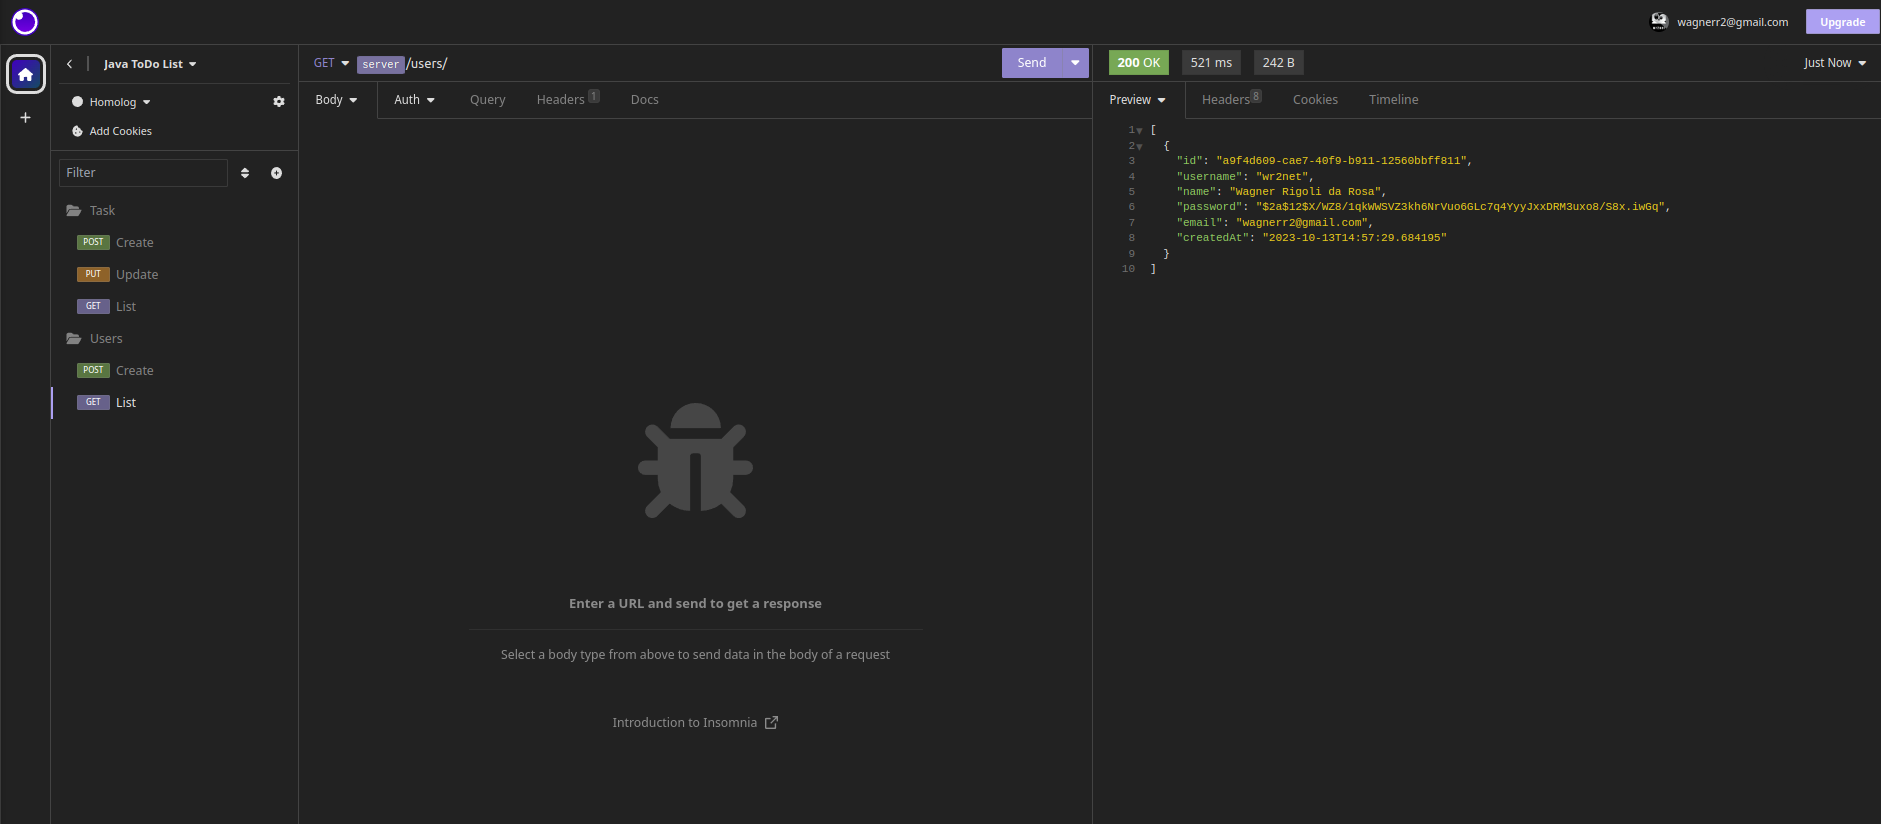 wagnerr2@gmail.com
Upgrade
Java ToDo List
Homolog
Add Cookies
Filter
Task
POST Create
PUT Update
GET List
Users
POST Create
GET List
GET server/users/
Send
Body
Auth
Query
Headers 1
Docs
Enter a URL and send to get a response
Select a body type from above to send data in the body of a request
Introduction to Insomnia
200 OK
521 ms
242 B
Just Now
Preview
Headers 8
Cookies
Timeline
1 [
2 {
3 "id": "a9f4d609-cae7-40f9-b911-12560bbff811",
4 "username": "wr2net",
5 "name": "Wagner Rigoli da Rosa",
6 "password": "$2a$12$X/WZ8/1qkWWSVZ3kh6NrVuo6GLc7q4YyyJxxDRM3uxo8/S8x.iwGq",
7 "email": "wagnerr2@gmail.com",
8 "createdAt": "2023-10-13T14:57:29.684195"
9 }
10 ]